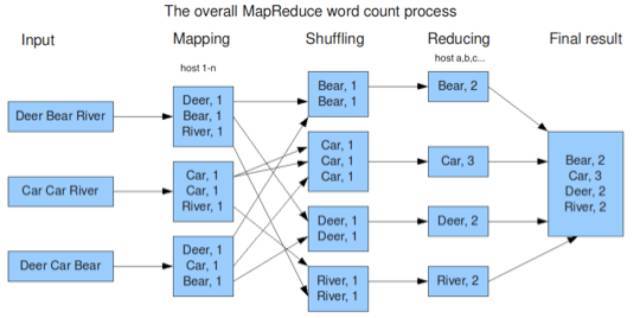 The overall MapReduce word count process
Input
Mapping
Shuffling
Reducing
Final result
host 1-n
host a,b,c...
Deer Bear River
Car Car River
Deer Car Bear
Deer, 1
Bear, 1
River, 1
Car, 1
Car, 1
River, 1
Deer, 1
Car, 1
Bear, 1
Bear, 1
Bear, 1
Car, 1
Car, 1
Car, 1
Deer, 1
Deer, 1
River, 1
River, 1
Bear, 2
Car, 3
Deer, 2
River, 2
Bear, 2
Car, 3
Deer, 2
River, 2